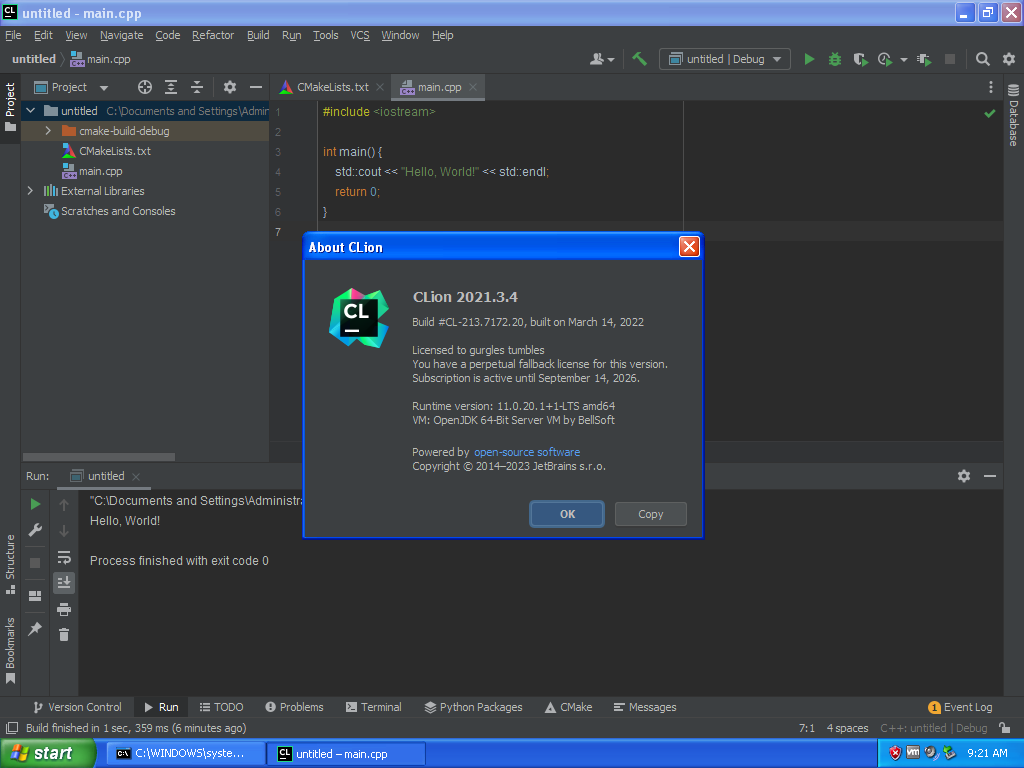 CL
untitled - main.cpp
File Edit View Navigate Code Refactor Build Run Tools VCS Window Help
untitled main.cpp
untitled | Debug
Project
Project
CMakeLists.txt
main.cpp
Database
untitled C:\Documents and Settings\Admin
cmake-build-debug
CMakeLists.txt
main.cpp
External Libraries
Scratches and Consoles
1 #include <iostream>
2
3 int main() {
4 std::cout << "Hello, World!" << std::endl;
5 return 0;
6 }
7
About CLion
CL
CLion 2021.3.4
Build #CL-213.7172.20, built on March 14, 2022
Licensed to gurgles tumbles
You have a perpetual fallback license for this version.
Subscription is active until September 14, 2026.
Runtime version: 11.0.20.1+1-LTS amd64
VM: OpenJDK 64-Bit Server VM by BellSoft
Powered by open-source software
Copyright © 2014–2023 JetBrains s.r.o.
OK Copy
Run: untitled
"C:\Documents and Settings\Administra
Hello, World!
Process finished with exit code 0
Structure
Bookmarks
Version Control Run TODO Problems Terminal Python Packages CMake Messages 1 Event Log
Build finished in 1 sec, 359 ms (6 minutes ago) 7:1 4 spaces C++: untitled | Debug
start C:\WINDOWS\syste... CL untitled – main.cpp vm 9:21 AM